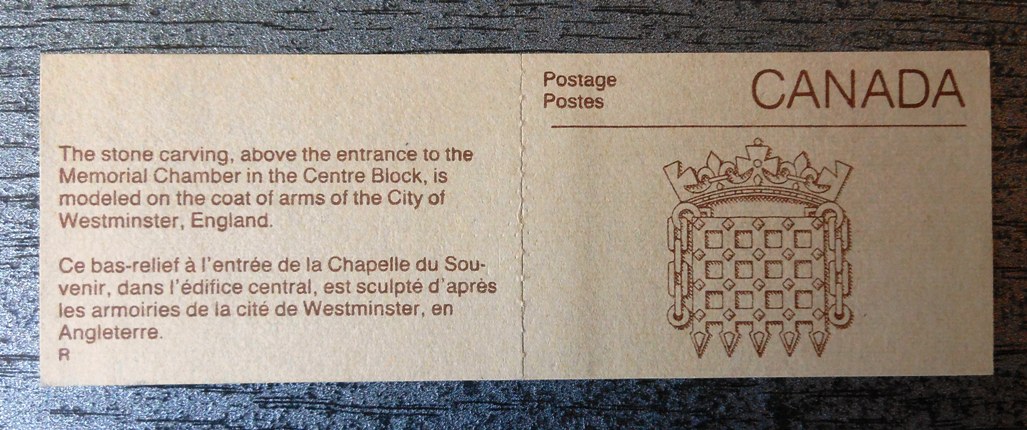 The stone carving, above the entrance to the
Memorial Chamber in the Centre Block, is
modeled on the coat of arms of the City of
Westminster, England.
Ce bas-relief à l'entrée de la Chapelle du Sou-
venir, dans l'édifice central, est sculpté d'après
les armoiries de la cité de Westminster, en
Angleterre.
R
Postage
Postes
CANADA